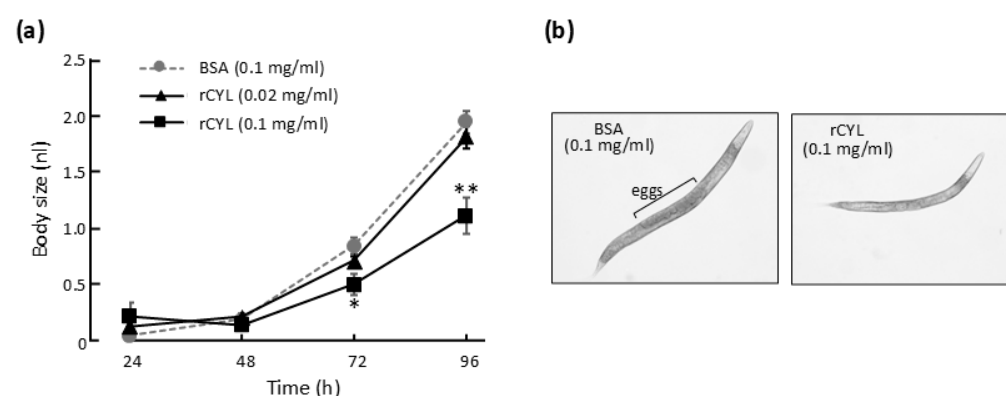 (a)
2.5
2.0
1.5
1.0
0.5
0
Body size (nl)
BSA (0.1 mg/ml)
rCYL (0.02 mg/ml)
rCYL (0.1 mg/ml)
**
*
24 48 72 96
Time (h)
(b)
BSA
(0.1 mg/ml)
eggs
rCYL
(0.1 mg/ml)